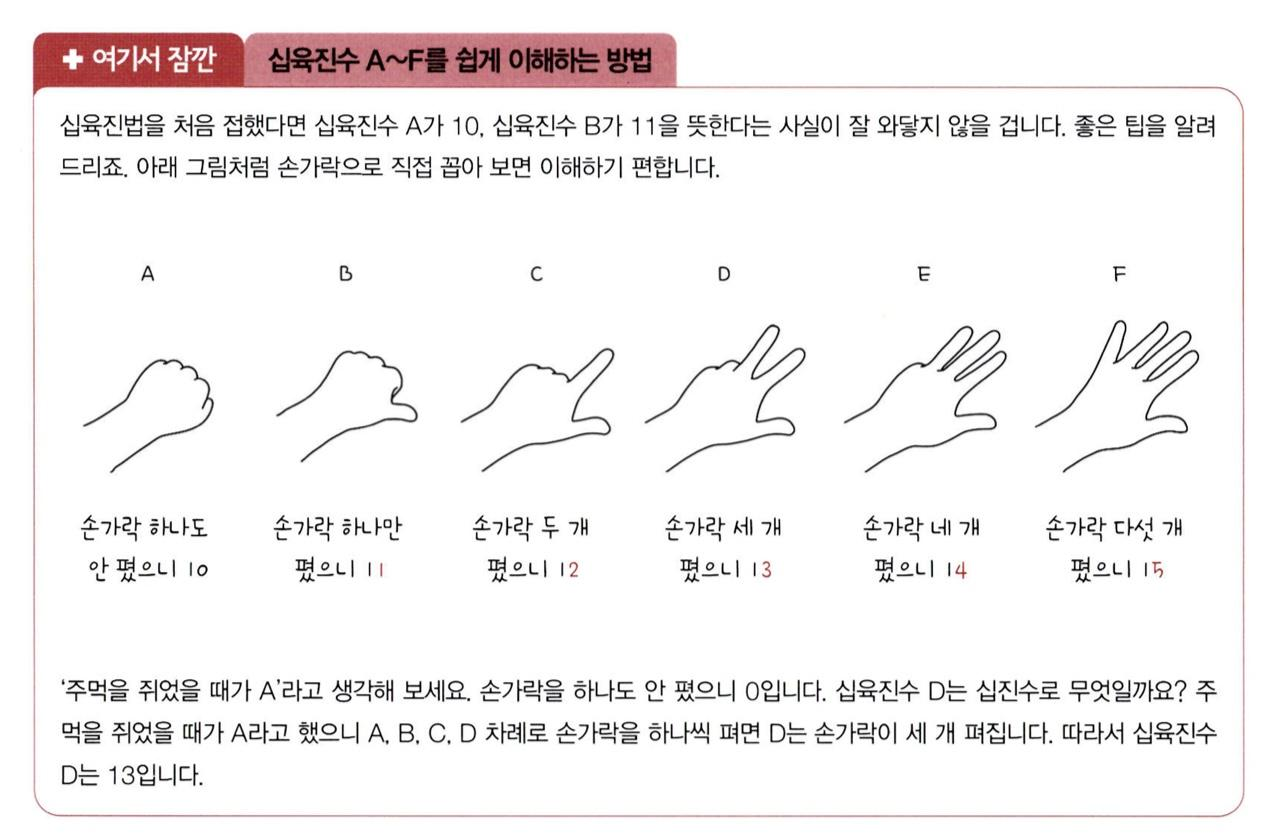 + 여기서 잠깐 십육진수 A~F를 쉽게 이해하는 방법
십육진법을 처음 접했다면 십육진수 A가 10, 십육진수 B가 11을 뜻한다는 사실이 잘 와닿지 않을 겁니다. 좋은 팁을 알려
드리죠. 아래 그림처럼 손가락으로 직접 꼽아 보면 이해하기 편합니다.
A B C D E F
손가락 하나도 손가락 하나만 손가락 두 개 손가락 세 개 손가락 네 개 손가락 다섯 개
안 폈으니 10 폈으니 11 폈으니 12 폈으니 13 폈으니 14 폈으니 15
‘주먹을 쥐었을 때가 A’라고 생각해 보세요. 손가락을 하나도 안 폈으니 0입니다. 십육진수 D는 십진수로 무엇일까요? 주
먹을 쥐었을 때가 A라고 했으니 A, B, C, D 차례로 손가락을 하나씩 펴면 D는 손가락이 세 개 펴집니다. 따라서 십육진수
D는 13입니다.